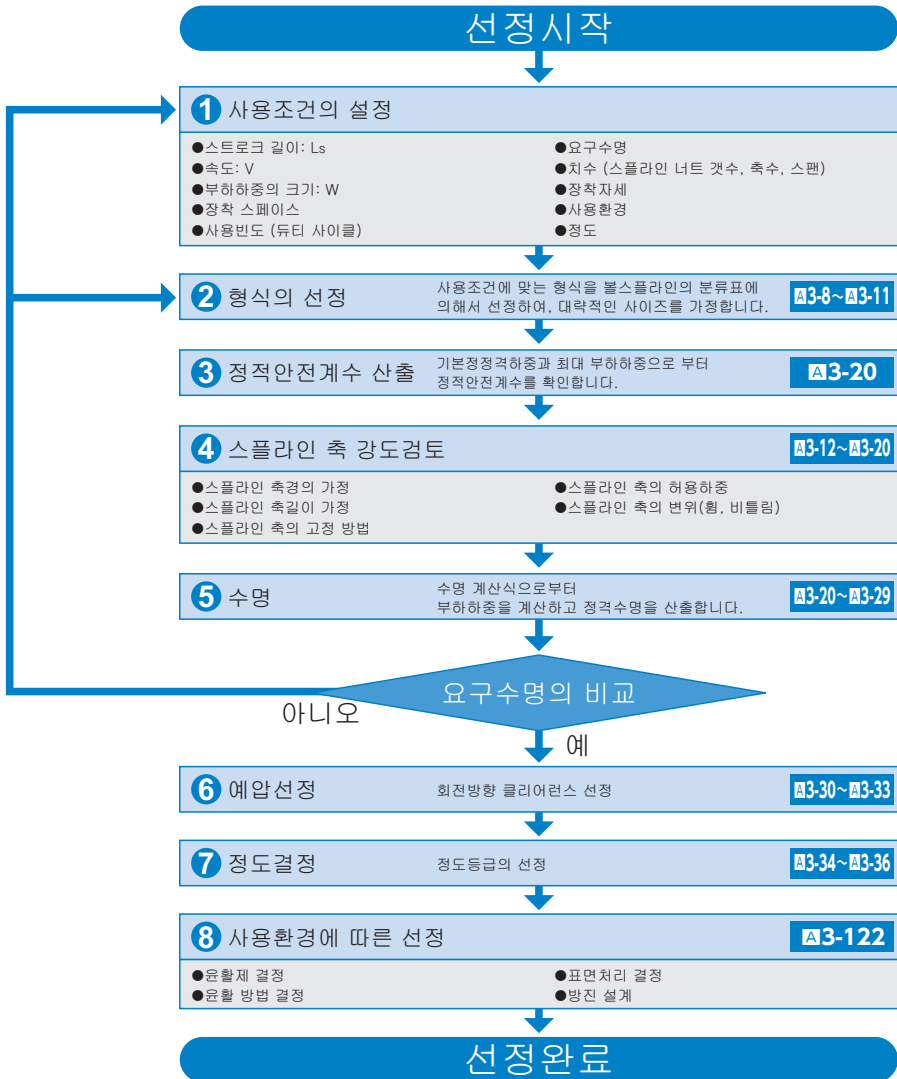 선정시작
1 사용조건의 설정
●스트로크 길이: Ls
●속도: V
●부하하중의 크기: W
●장착 스페이스
●사용빈도 (듀티 사이클)
●요구수명
●치수 (스플라인 너트 갯수, 축수, 스팬)
●장착자세
●사용환경
●정도
2 형식의 선정
사용조건에 맞는 형식을 볼스플라인의 분류표에
의해서 선정하여, 대략적인 사이즈를 가정합니다.
A3-8~A3-11
3 정적안전계수 산출
기본정정격하중과 최대 부하하중으로 부터
정적안전계수를 확인합니다.
A3-20
4 스플라인 축 강도검토
A3-12~A3-20
●스플라인 축경의 가정
●스플라인 축길이 가정
●스플라인 축의 고정 방법
●스플라인 축의 허용하중
●스플라인 축의 변위(휨, 비틀림)
5 수명
수명 계산식으로부터
부하하중을 계산하고 정격수명을 산출합니다.
A3-20~A3-29
요구수명의 비교
아니오
예
6 예압선정
회전방향 클리어런스 선정
A3-30~A3-33
7 정도결정
정도등급의 선정
A3-34~A3-36
8 사용환경에 따른 선정
A3-122
●윤활제 결정
●윤활 방법 결정
●표면처리 결정
●방진 설계
선정완료